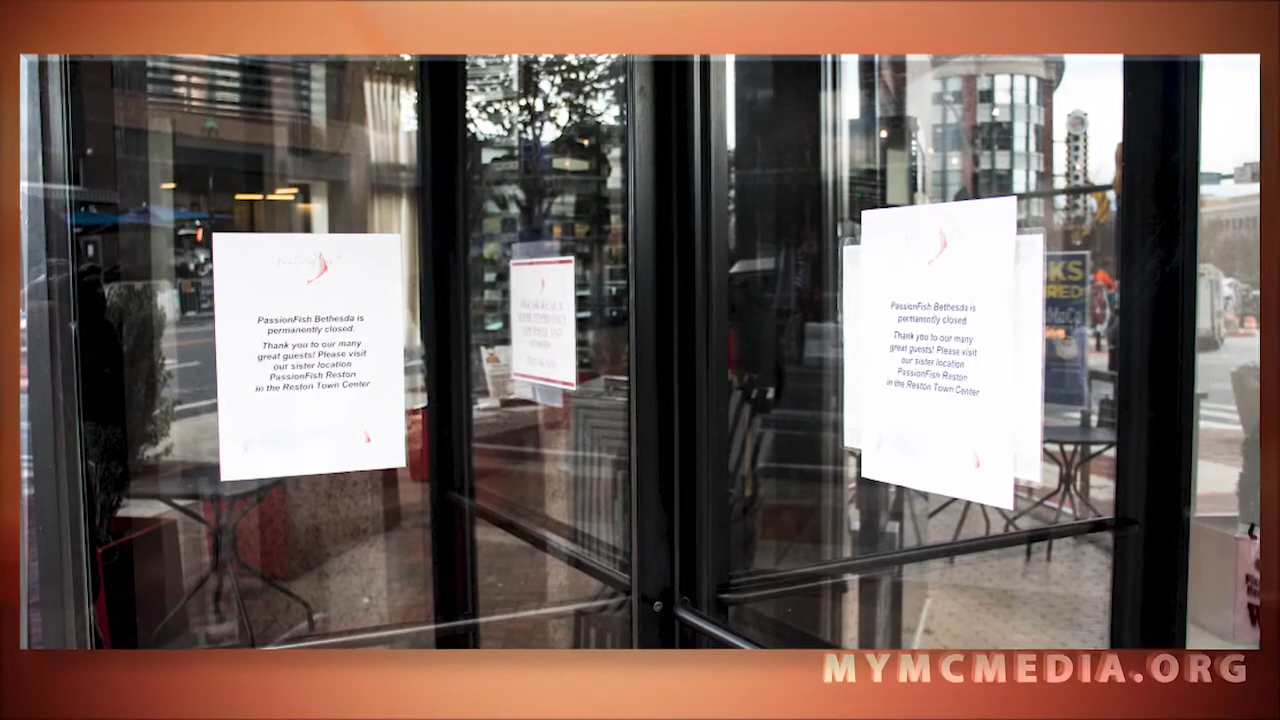 PassionFish Bethesda is
permanently closed.
Thank you to our many
great guests! Please visit
our sister location
PassionFish Reston
in the Reston Town Center
PassionFish Bethesda is
permanently closed
Thank you to our many
great guests! Please visit
our sister location
PassionFish Reston
in the Reston Town Center
MYMCMEDIA.ORG